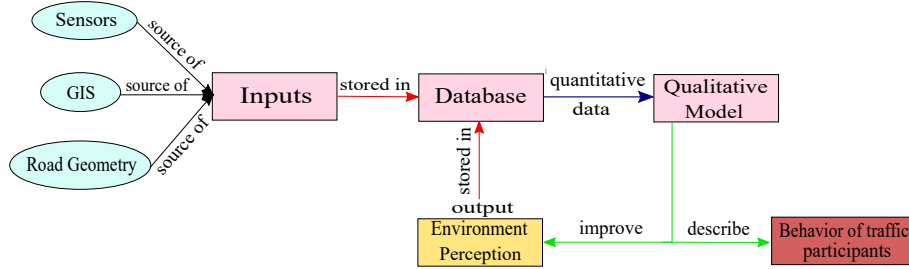 Sensors
source of
GIS
source of
Road Geometry
source of
Inputs
stored in
Database
quantitative
data
Qualitative
Model
stored in
output
Environment
Perception
improve
describe
Behavior of traffic
participants